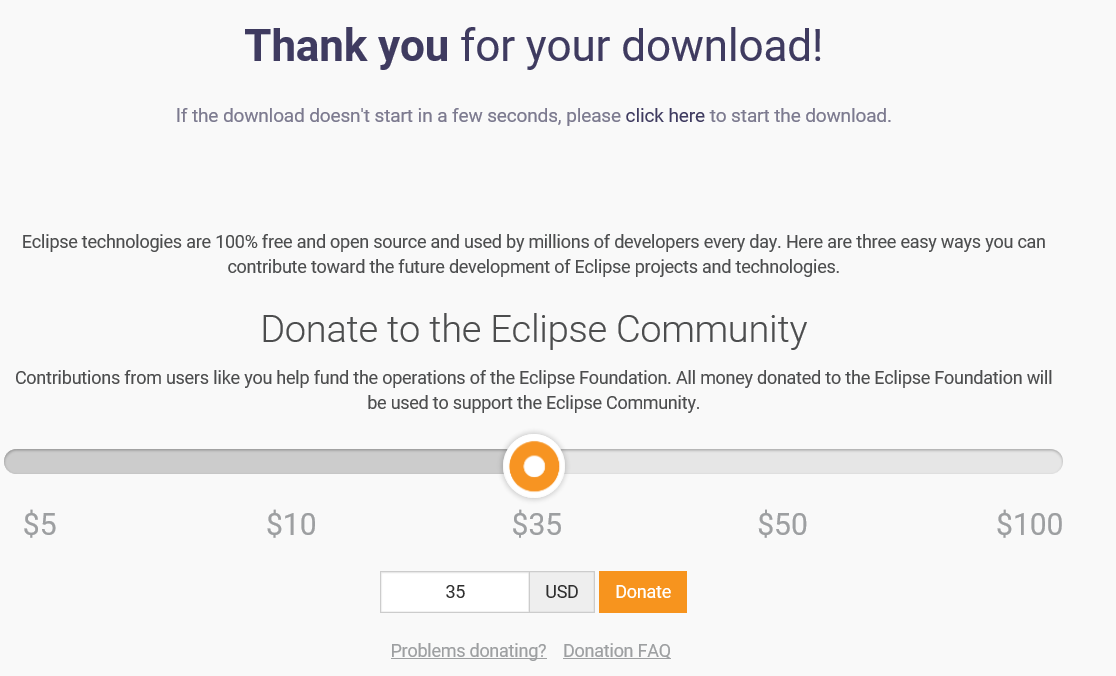 Thank you for your download!
If the download doesn't start in a few seconds, please click here to start the download.
Eclipse technologies are 100% free and open source and used by millions of developers every day. Here are three easy ways you can
contribute toward the future development of Eclipse projects and technologies.
Donate to the Eclipse Community
Contributions from users like you help fund the operations of the Eclipse Foundation. All money donated to the Eclipse Foundation will
be used to support the Eclipse Community.
$5 $10 $35 $50 $100
35 USD Donate
Problems donating? Donation FAQ